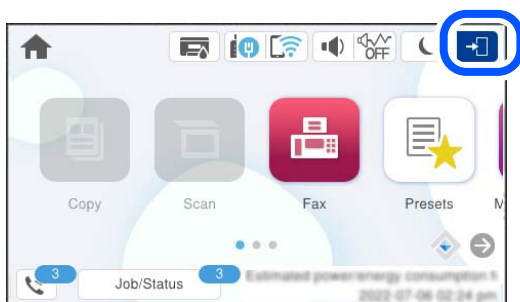 OFF
Copy
Scan
Fax
Presets
M
3
Job/Status
3
Estimated power/energy consumption h
2022-07-06 02:24 pm